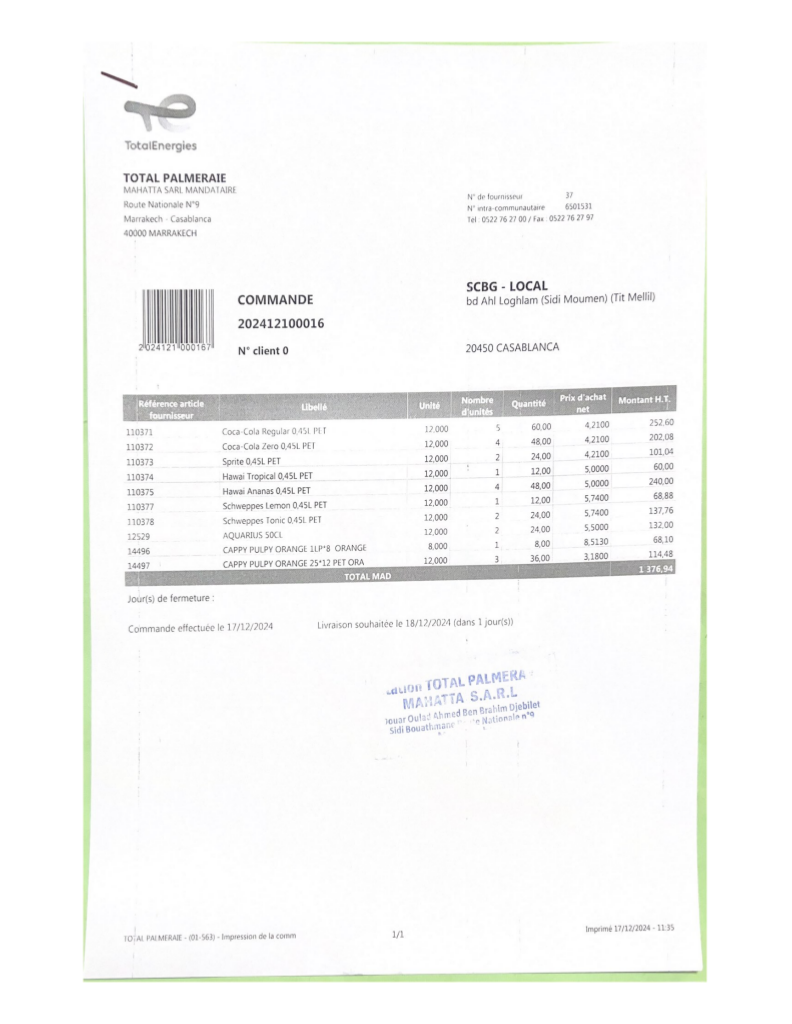 TotalEnergies
TOTAL PALMERAIE
MAHATTA SARL MANDATAIRE
Route Nationale N°9
Marrakech - Casablanca
40000 MARRAKECH
N° de fournisseur 37
N° intra-communautaire 6501531
Tel : 0522 76 27 00 / Fax : 0522 76 27 97
COMMANDE
202412100016
N° client 0
2024121 000167
SCBG - LOCAL
bd Ahl Loghlam (Sidi Moumen) (Tit Mellil)
20450 CASABLANCA
Référence article fournisseur Libellé Unité Nombre d'unités Quantité Prix d'achat net Montant H.T.
110371 Coca-Cola Regular 0,45L PET 12,000 5 60,00 4,2100 252,60
110372 Coca-Cola Zero 0,45L PET 12,000 4 48,00 4,2100 202,08
110373 Sprite 0,45L PET 12,000 2 24,00 4,2100 101,04
110374 Hawai Tropical 0,45L PET 12,000 1 12,00 5,0000 60,00
110375 Hawai Ananas 0,45L PET 12,000 4 48,00 5,0000 240,00
110377 Schweppes Lemon 0,45L PET 12,000 1 12,00 5,7400 68,88
110378 Schweppes Tonic 0,45L PET 12,000 2 24,00 5,7400 137,76
12529 AQUARIUS 50CL 12,000 2 24,00 5,5000 132,00
14496 CAPPY PULPY ORANGE 1LP*8 ORANGE 8,000 1 8,00 8,5130 68,10
14497 CAPPY PULPY ORANGE 25*12 PET ORA 12,000 3 36,00 3,1800 114,48
TOTAL MAD 1 376,94
Jour(s) de fermeture :
Commande effectuée le 17/12/2024 Livraison souhaitée le 18/12/2024 (dans 1 jour(s))
TOTAL PALMERA
MAHATTA S.A.R.L
Douar Oulad Ahmed Ben Brahim Djebilet
Sidi Bouathmane Nationale n°9
TOTAL PALMERAIE - (01-563) - Impression de la comm 1/1 Imprimé 17/12/2024 - 11:35